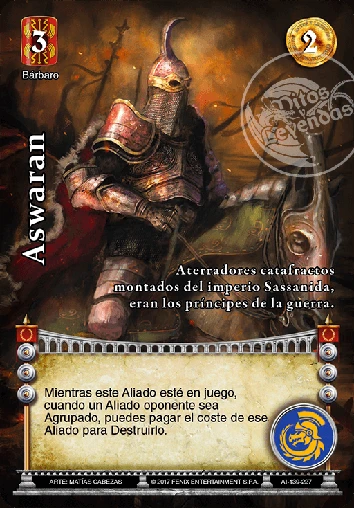 3
2
Bárbaro
Mitos y
Leyendas
Aswaran
Aterradores catafractos
montados del imperio Sassanida,
eran los príncipes de la guerra.
Mientras este Aliado esté en juego,
cuando un Aliado oponente sea
Agrupado, puedes pagar el coste de ese
Aliado para Destruirlo.
ARTE: MATÍAS CABEZAS
© 2017 FENIX ENTERTAINMENT S.P.A.